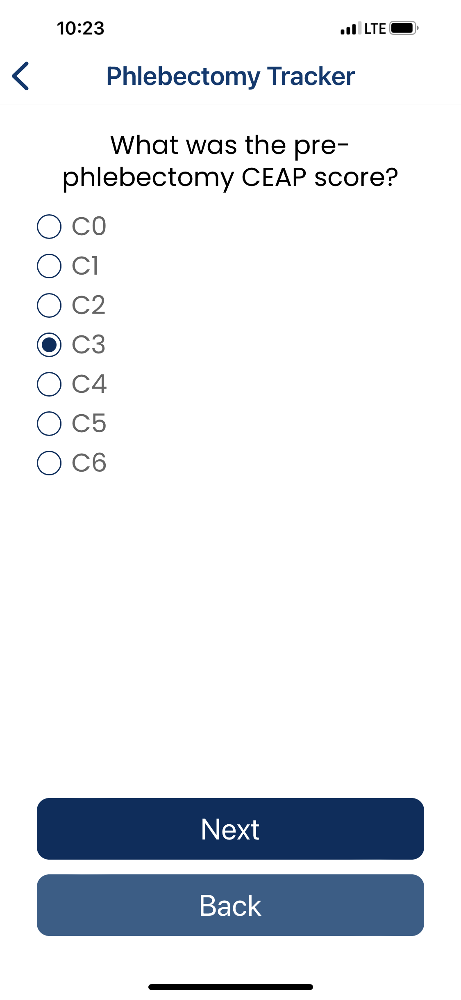 10:23
LTE
Phlebectomy Tracker
What was the pre-
phlebectomy CEAP score?
C0
C1
C2
C3
C4
C5
C6
Next
Back